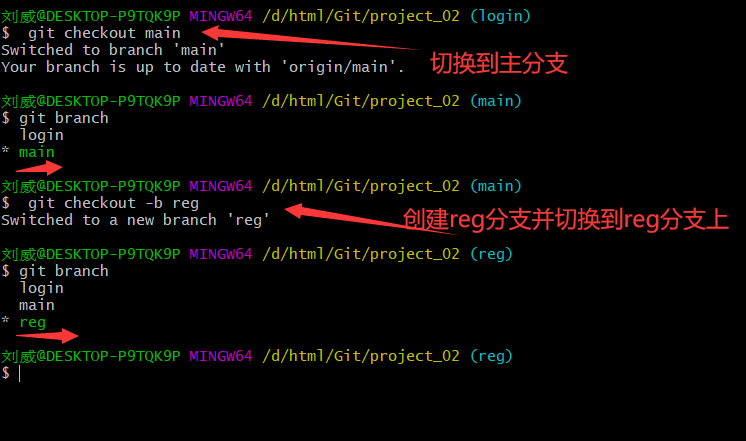 刘威@DESKTOP-P9TQK9P MINGW64 /d/html/Git/project_02 (login)
$  git checkout main
Switched to branch 'main'
Your branch is up to date with 'origin/main'.
切换到主分支
刘威@DESKTOP-P9TQK9P MINGW64 /d/html/Git/project_02 (main)
$ git branch
  login
* main
刘威@DESKTOP-P9TQK9P MINGW64 /d/html/Git/project_02 (main)
$  git checkout -b reg
Switched to a new branch 'reg'
创建reg分支并切换到reg分支上
刘威@DESKTOP-P9TQK9P MINGW64 /d/html/Git/project_02 (reg)
$ git branch
  login
  main
* reg
刘威@DESKTOP-P9TQK9P MINGW64 /d/html/Git/project_02 (reg)
$